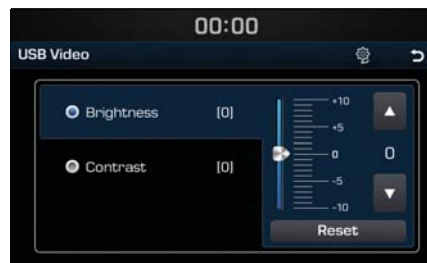 00:00
USB Video
Brightness [0]
Contrast [0]
+10
+5
0
-5
-10
0
Reset